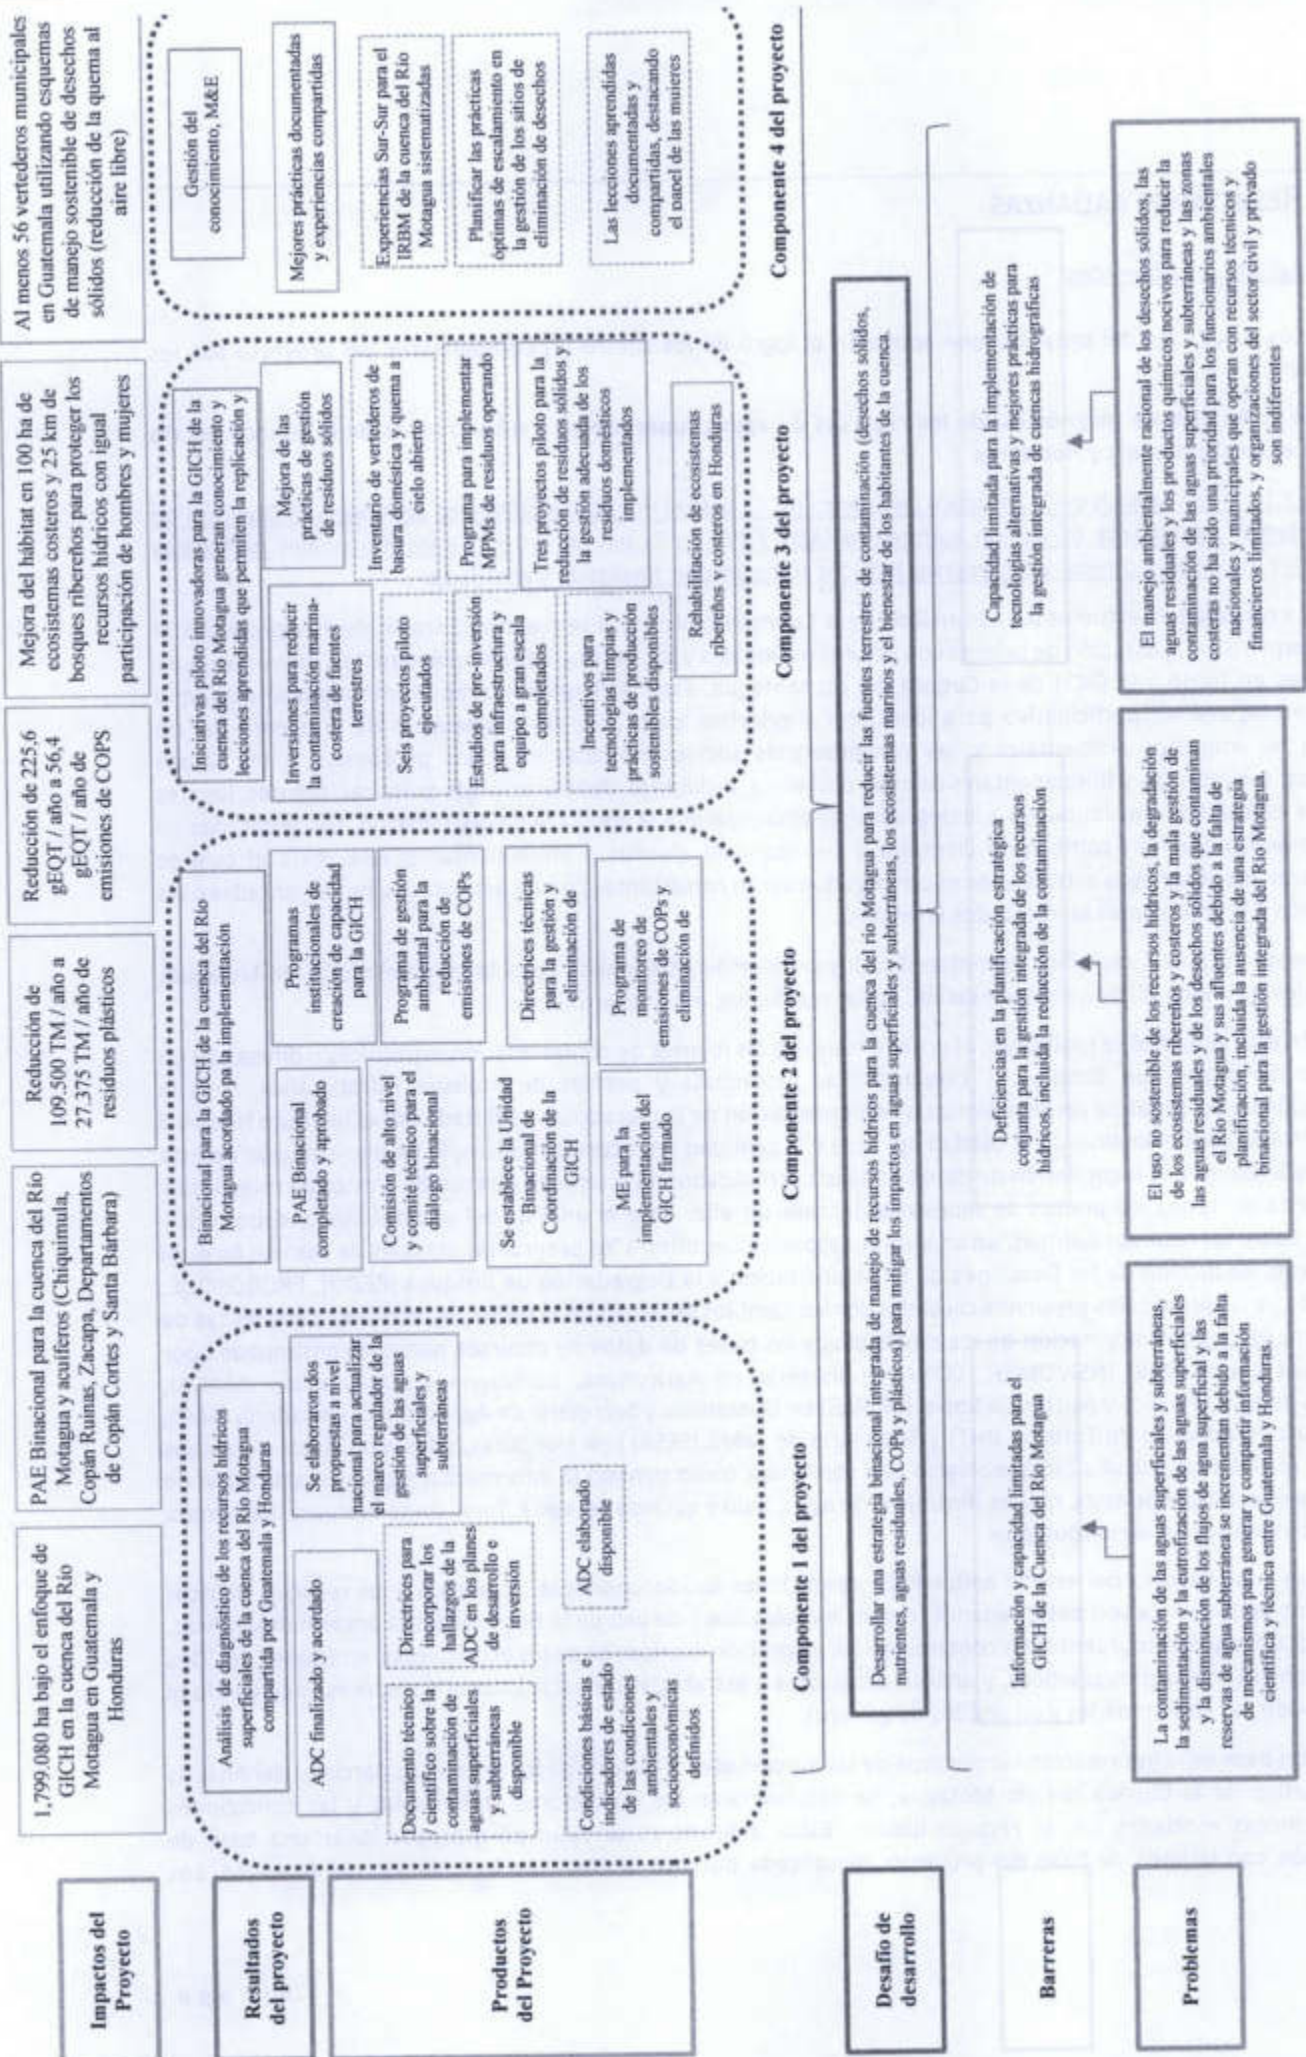 Impactos del
Proyecto
1,799,080 ha bajo el enfoque de
GICH en la cuenca del Río
Motagua en Guatemala y
Honduras
PAE Binacional para la cuenca del Rio
Motagua y acuíferos (Chiquimula,
Copán Ruinas, Zacapa, Departamentos
de Copán Cortes y Santa Bárbara)
Reducción de
109.500 TM / año a
27.375 TM / año de
residuos plásticos
Reducción de 225,6
gEQT / año a 56,4
gEQT / año de
emisiones de COPS
Mejora del hábitat en 100 ha de
ecosistemas costeros y 25 km de
bosques ribereños para proteger los
recursos hídricos con igual
participación de hombres y mujeres
Al menos 56 vertederos municipales
en Guatemala utilizando esquemas
de manejo sostenible de desechos
sólidos (reducción de la quema al
aire libre)
Resultados
del proyecto
Análisis de diagnóstico de los recursos hídricos
superficiales de la cuenca del Río Motagua
compartida por Guatemala y Honduras
Binacional para la GICH de la cuenca del Río
Motagua acordado pa la implementación
Iniciativas piloto innovadoras para la GICH de la
cuenca del Rio Motagua generan conocimiento y
lecciones aprendidas que permiten la replicación y
Gestión del
conocimiento, M&E
Productos
del Proyecto
ADC finalizado y acordado
Se elaboraron dos
propuestas a nivel
nacional para actualizar
el marco regulador de la
gestión de las aguas
superficiales y
subterráneas
Documento técnico
/ científico sobre la
contaminación de
aguas superficiales
y subterráneas
disponible
Directrices para
incorporar los
hallazgos de la
ADC en los planes
de desarrollo e
inversión
Condiciones básicas e
indicadores de estado
de las condiciones
ambientales y
socioeconómicas
definidos
ADC elaborado
disponible
Componente 1 del proyecto
PAE Binacional
completado y aprobado
Programas
institucionales de
creación de capacidad
para la GICH
Comisión de alto nivel
y comité técnico para el
diálogo binacional
Programa de gestión
ambiental para la
reducción de
emisiones de COPs
Se establece la Unidad
Binacional de
Coordinación de la
GICH
Directrices técnicas
para la gestión y
eliminación de
ME para la
implementación del
GICH firmado
Programa de
monitoreo de
emisiones de COPs y
eliminación de
Componente 2 del proyecto
Inversiones para reducir
la contaminación marina-
costera de fuentes
terrestres
Mejora de las
prácticas de gestión
de residuos sólidos
Seis proyectos piloto
ejecutados
Inventario de vertederos de
basura doméstica y quema a
cielo abierto
Estudios de pre-inversión
para infraestructura y
equipo a gran escala
completados
Programa para implementar
MPMs de residuos operando
Incentivos para
tecnologías limpias y
prácticas de producción
sostenibles disponibles
Tres proyectos piloto para la
reducción de residuos sólidos y
la gestión adecuada de los
residuos domésticos
implementados
Rehabilitación de ecosistemas
ribereños y costeros en Honduras
Componente 3 del proyecto
Mejores prácticas documentadas
y experiencias compartidas
Experiencias Sur-Sur para el
IRBM de la cuenca del Rio
Motagua sistematizadas
Planificar las prácticas
óptimas de escalamiento en
la gestión de los sitios de
eliminación de desechos
Las lecciones aprendidas
documentadas y
compartidas, destacando
el papel de las mujeres
Componente 4 del proyecto
Desafío de
desarrollo
Desarrollar una estrategia binacional integrada de manejo de recursos hídricos para la cuenca del río Motagua para reducir las fuentes terrestres de contaminación (desechos sólidos,
nutrientes, aguas residuales, COPs y plásticos) para mitigar los impactos en aguas superficiales y subterráneas, los ecosistemas marinos y el bienestar de los habitantes de la cuenca.
Barreras
Información y capacidad limitadas para el
GICH de la Cuenca del Río Motagua
Deficiencias en la planificación estratégica
conjunta para la gestión integrada de los recursos
hídricos, incluida la reducción de la contaminación
Capacidad limitada para la implementación de
tecnologías alternativas y mejores prácticas para
la gestión integrada de cuencas hidrográficas
Problemas
La contaminación de las aguas superficiales y subterráneas,
la sedimentación y la eutrofización de las aguas superficiales
y la disminución de los flujos de agua superficial y las
reservas de agua subterránea se incrementan debido a la falta
de mecanismos para generar y compartir información
científica y técnica entre Guatemala y Honduras.
El uso no sostenible de los recursos hídricos, la degradación
de los ecosistemas ribereños y costeros y la mala gestión de
las aguas residuales y de los desechos sólidos que contaminan
el Rio Motagua y sus afluentes debido a la falta de
planificación, incluida la ausencia de una estrategia
binacional para la gestión integrada del Río Motagua.
El manejo ambientalmente racional de los desechos sólidos, las
aguas residuales y los productos químicos nocivos para reducir la
contaminación de las aguas superficiales y subterráneas y las zonas
costeras no ha sido una prioridad para los funcionarios ambientales
nacionales y municipales que operan con recursos técnicos y
financieros limitados, y organizaciones del sector civil y privado
son indiferentes